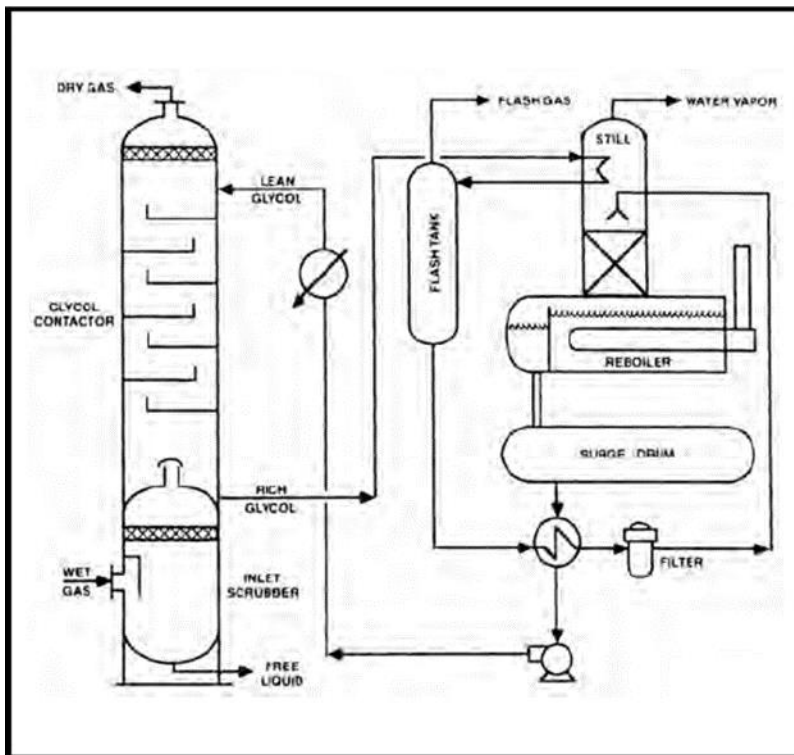 DRY GAS
FLASH GAS
WATER VAPOR
STILL
LEAN
GLYCOL
FLASH TANK
GLYCOL
CONTACTOR
REBOILER
SURGE DRUM
RICH
GLYCOL
WET
GAS
INLET
SCRUBBER
FILTER
FREE
LIQUID